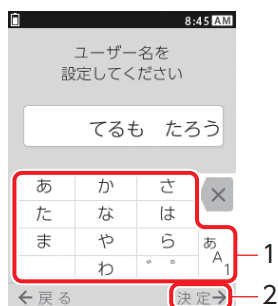 8:45 AM
ユーザー名を
設定してください
てるも たろう
あ か さ
た な は
ま や ら
わ ゛゜
あA1
←戻る 決定→
1
2